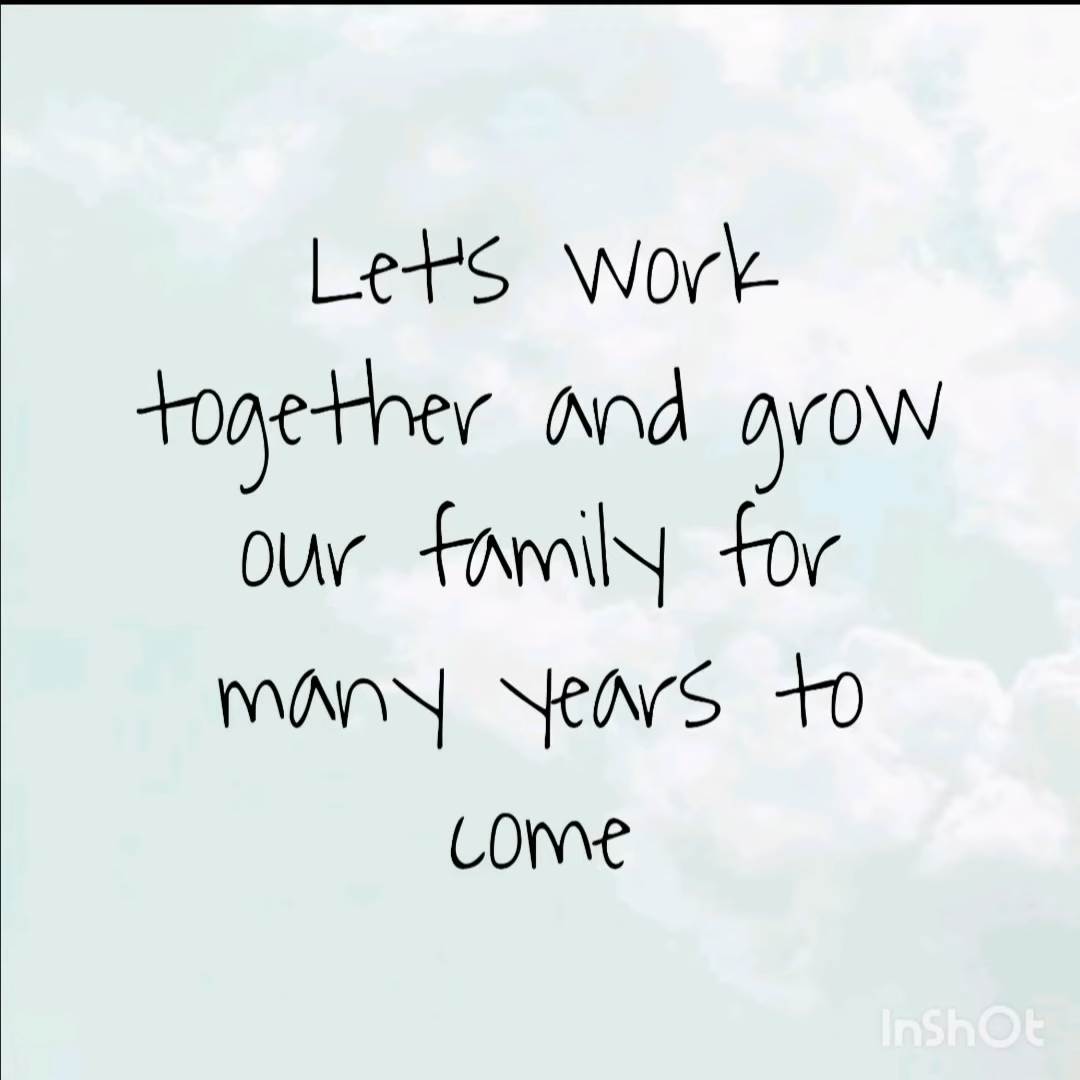 Let's work
together and grow
our family for
many years to
come
InShOt